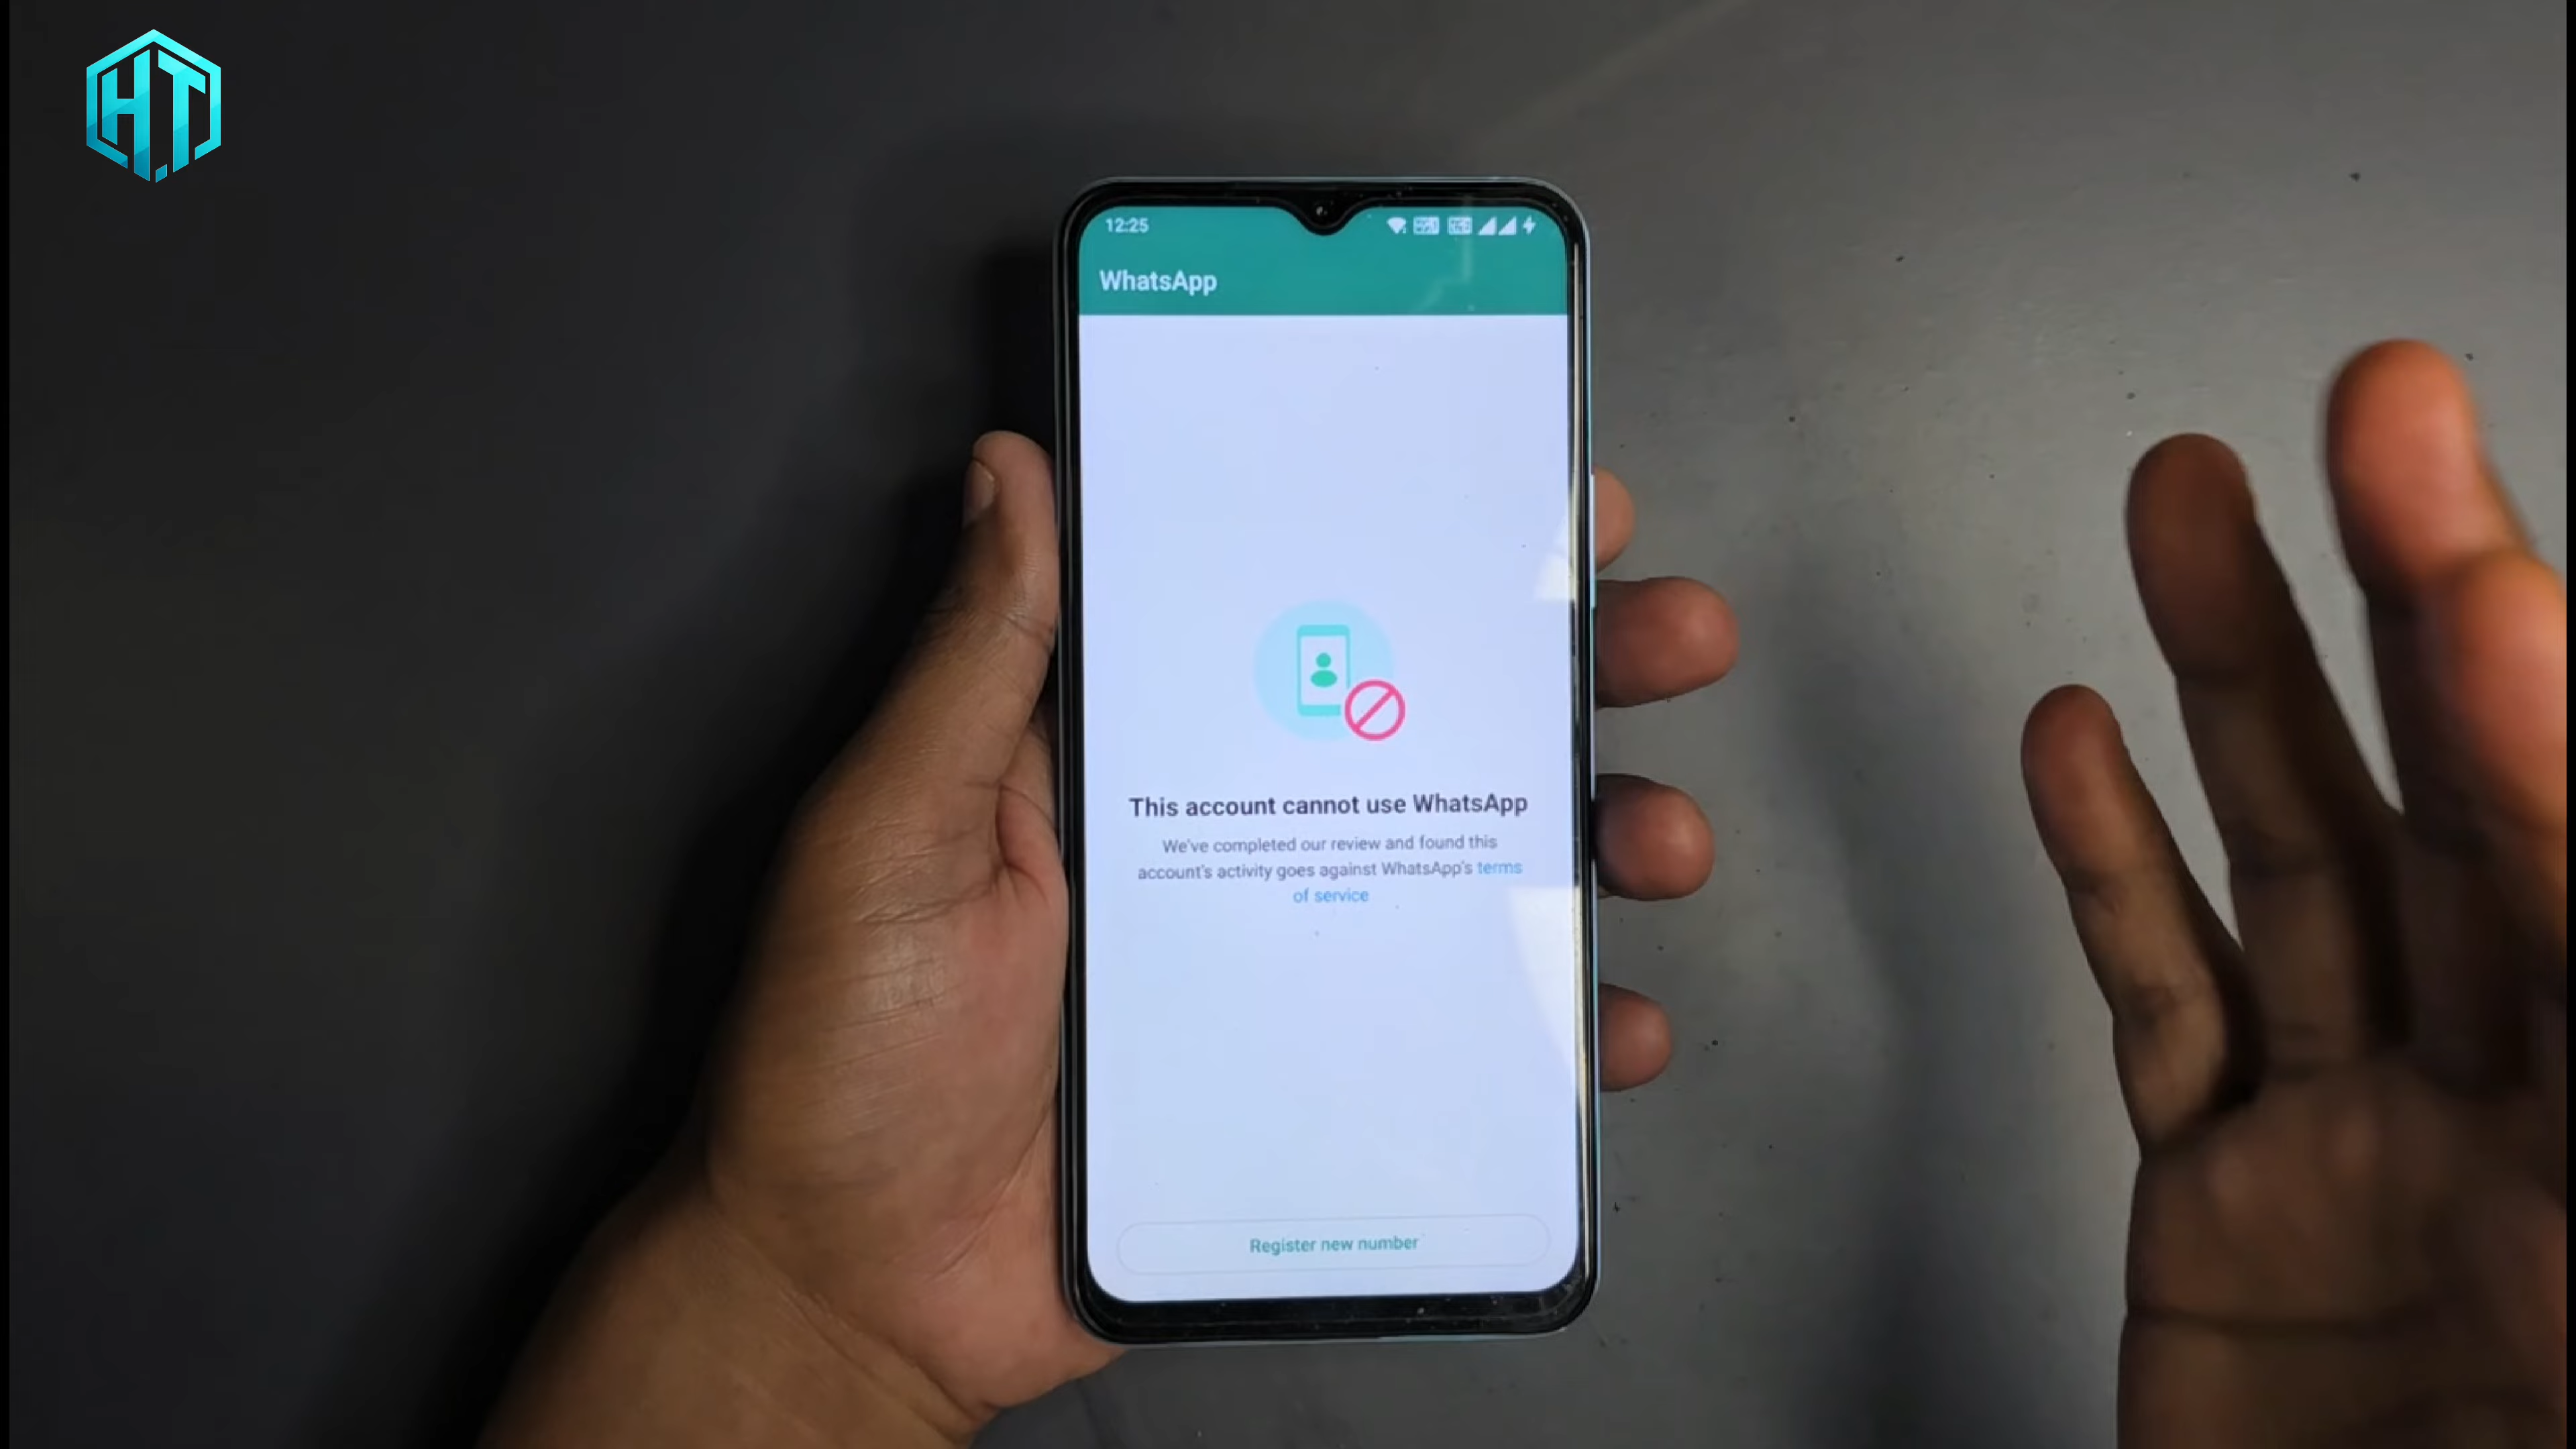 H.T
12:25
WhatsApp
This account cannot use WhatsApp
We've completed our review and found this
account's activity goes against WhatsApp's terms
of service
Register new number